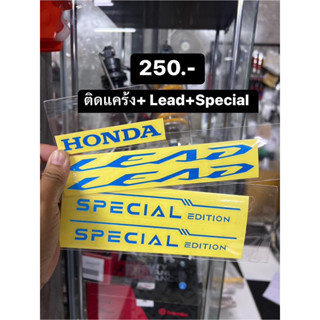 250.-
ติดแคร้ง+ Lead+Special
HONDA
LEAD
LEAD
SPECIAL EDITION
SPECIAL EDITION